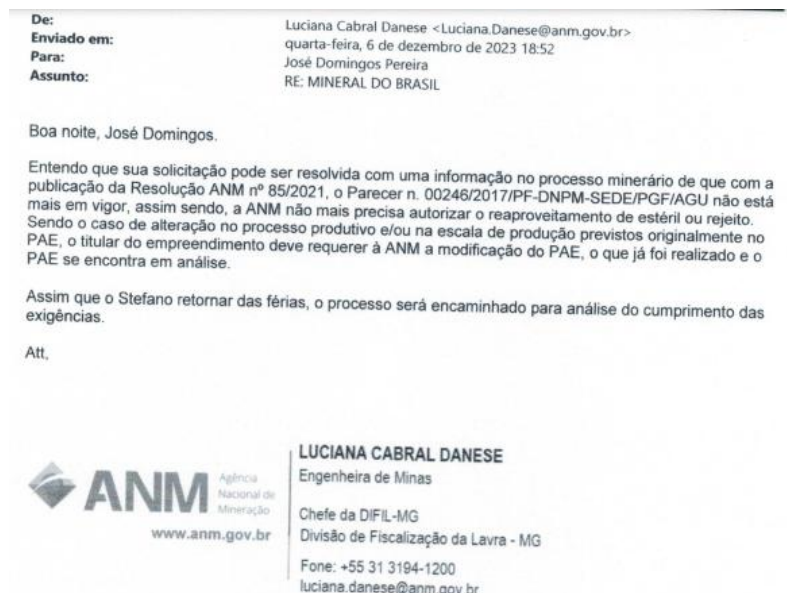 De: Luciana Cabral Danese <Luciana.Danese@anm.gov.br>
Enviado em: quarta-feira, 6 de dezembro de 2023 18:52
Para: José Domingos Pereira
Assunto: RE: MINERAL DO BRASIL
Boa noite, José Domingos.
Entendo que sua solicitação pode ser resolvida com uma informação no processo minerário de que com a
publicação da Resolução ANM nº 85/2021, o Parecer n. 00246/2017/PF-DNPM-SEDE/PGF/AGU não está
mais em vigor, assim sendo, a ANM não mais precisa autorizar o reaproveitamento de estéril ou rejeito.
Sendo o caso de alteração no processo produtivo e/ou na escala de produção previstos originalmente no
PAE, o titular do empreendimento deve requerer à ANM a modificação do PAE, o que já foi realizado e o
PAE se encontra em análise.
Assim que o Stefano retornar das férias, o processo será encaminhado para análise do cumprimento das
exigências.
Att,
ANM
Agência
Nacional de
Mineração
www.anm.gov.br
LUCIANA CABRAL DANESE
Engenheira de Minas
Chefe da DIFIL-MG
Divisão de Fiscalização da Lavra - MG
Fone: +55 31 3194-1200
luciana.danese@anm.gov.br